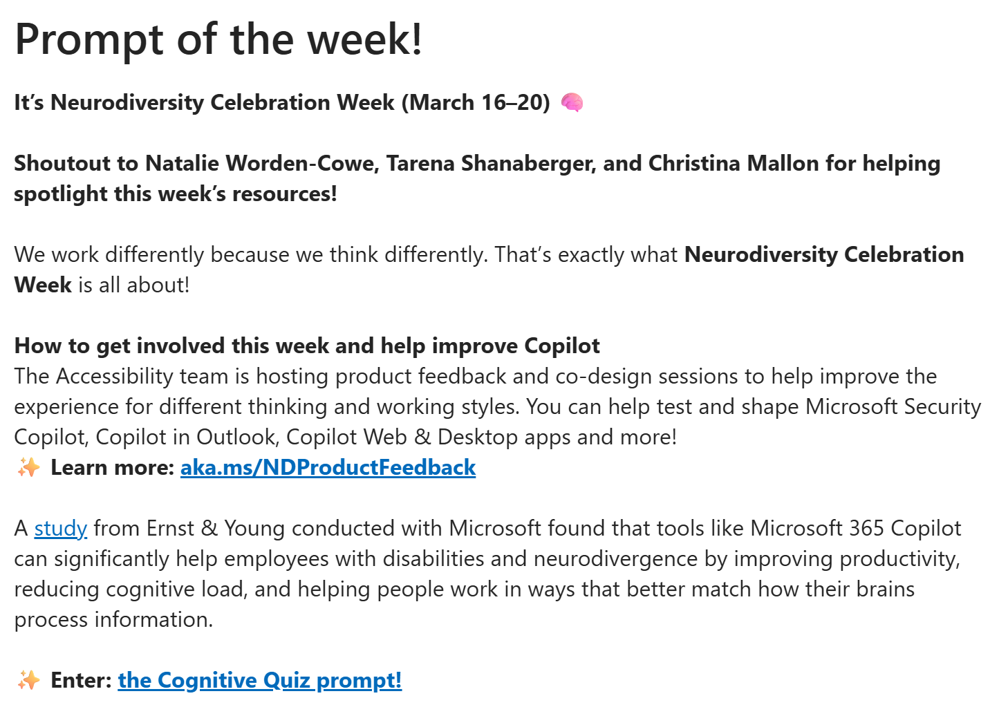 Prompt of the week!
It’s Neurodiversity Celebration Week (March 16–20) 🧠
Shoutout to Natalie Worden-Cowe, Tarena Shanaberger, and Christina Mallon for helping
spotlight this week’s resources!
We work differently because we think differently. That’s exactly what Neurodiversity Celebration
Week is all about!
How to get involved this week and help improve Copilot
The Accessibility team is hosting product feedback and co-design sessions to help improve the
experience for different thinking and working styles. You can help test and shape Microsoft Security
Copilot, Copilot in Outlook, Copilot Web & Desktop apps and more!
✨ Learn more: aka.ms/NDProductFeedback
A study from Ernst & Young conducted with Microsoft found that tools like Microsoft 365 Copilot
can significantly help employees with disabilities and neurodivergence by improving productivity,
reducing cognitive load, and helping people work in ways that better match how their brains
process information.
✨ Enter: the Cognitive Quiz prompt!